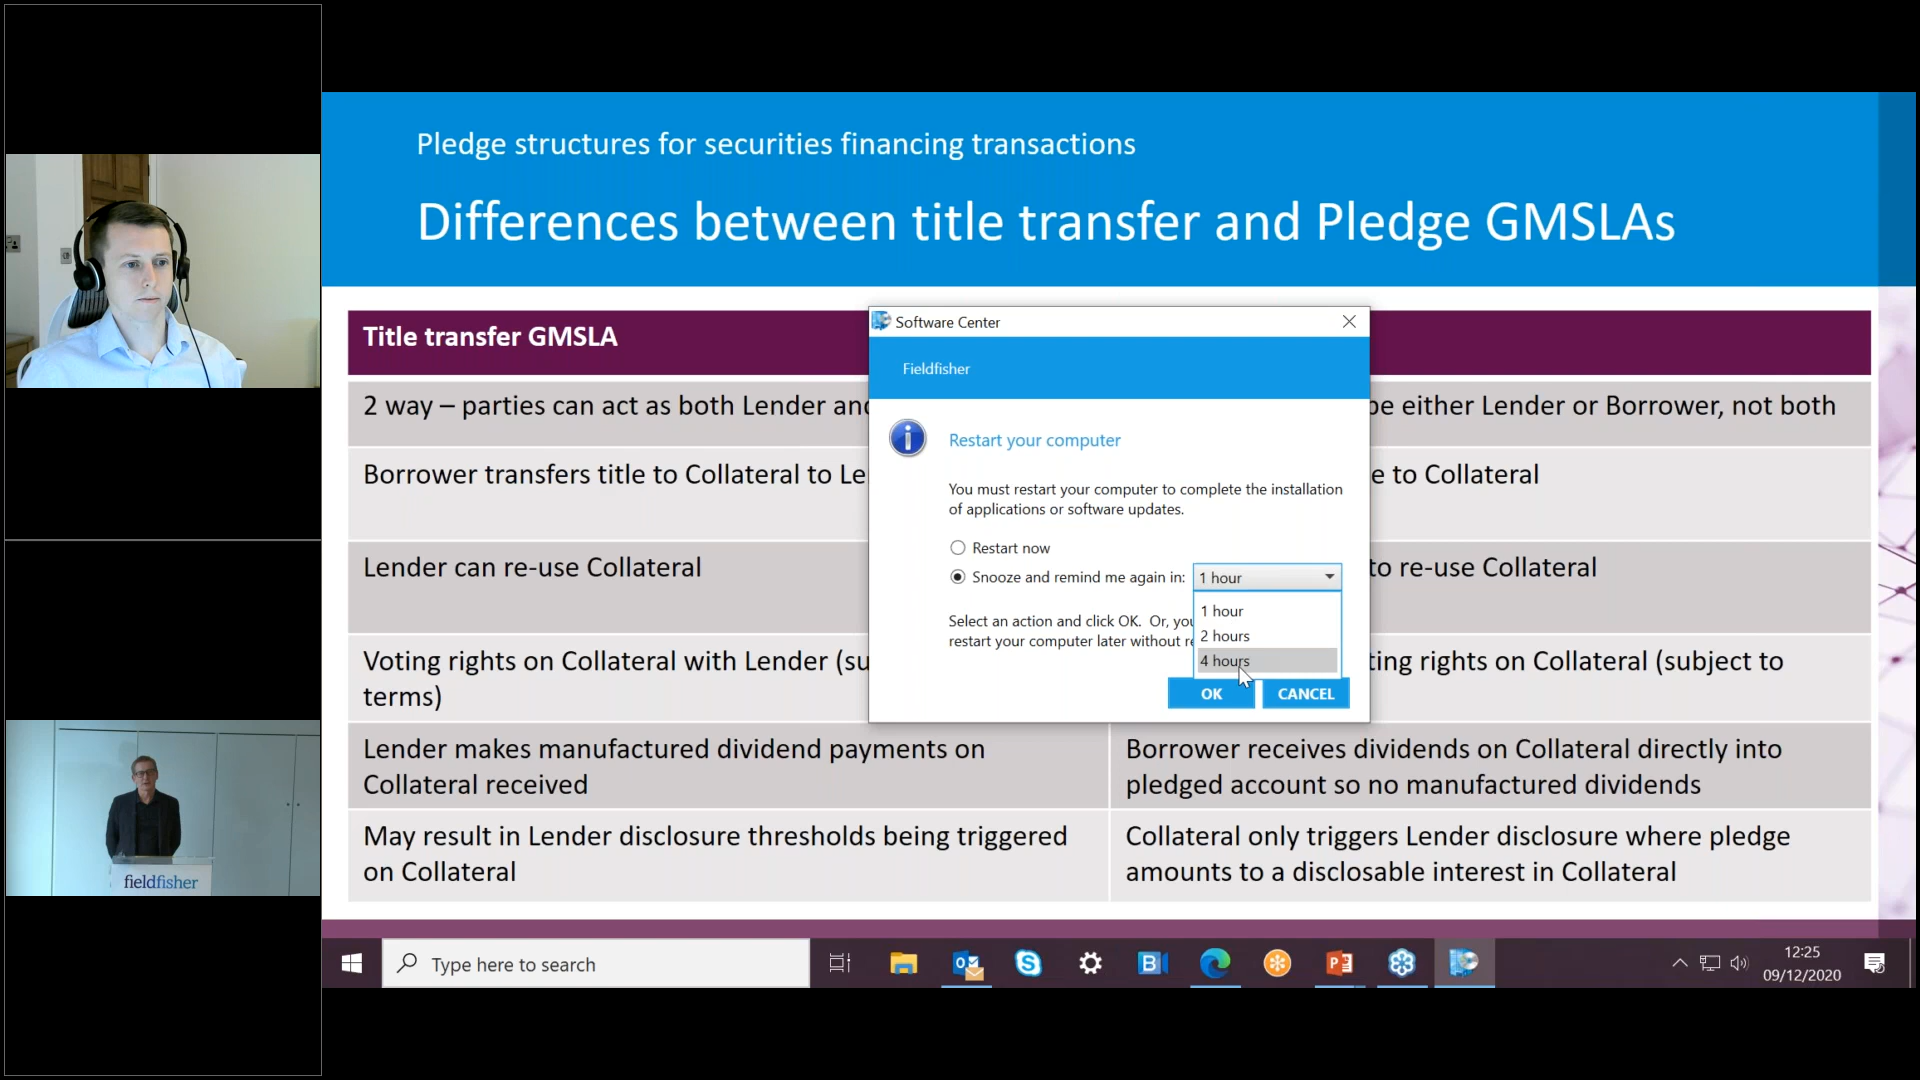 Pledge structures for securities financing transactions
Differences between title transfer and Pledge GMSLAs
Title transfer GMSLA
2 way – parties can act as both Lender and
be either Lender or Borrower, not both
Borrower transfers title to Collateral to Le
e to Collateral
Lender can re-use Collateral
to re-use Collateral
Voting rights on Collateral with Lender (su
terms)
ting rights on Collateral (subject to
Lender makes manufactured dividend payments on
Collateral received
Borrower receives dividends on Collateral directly into
pledged account so no manufactured dividends
May result in Lender disclosure thresholds being triggered
on Collateral
Collateral only triggers Lender disclosure where pledge
amounts to a disclosable interest in Collateral
Software Center
Fieldfisher
Restart your computer
You must restart your computer to complete the installation
of applications or software updates.
Restart now
Snooze and remind me again in: 1 hour
1 hour
2 hours
4 hours
Select an action and click OK. Or, you
restart your computer later without re
OK
CANCEL
fieldfisher
Type here to search
12:25
09/12/2020